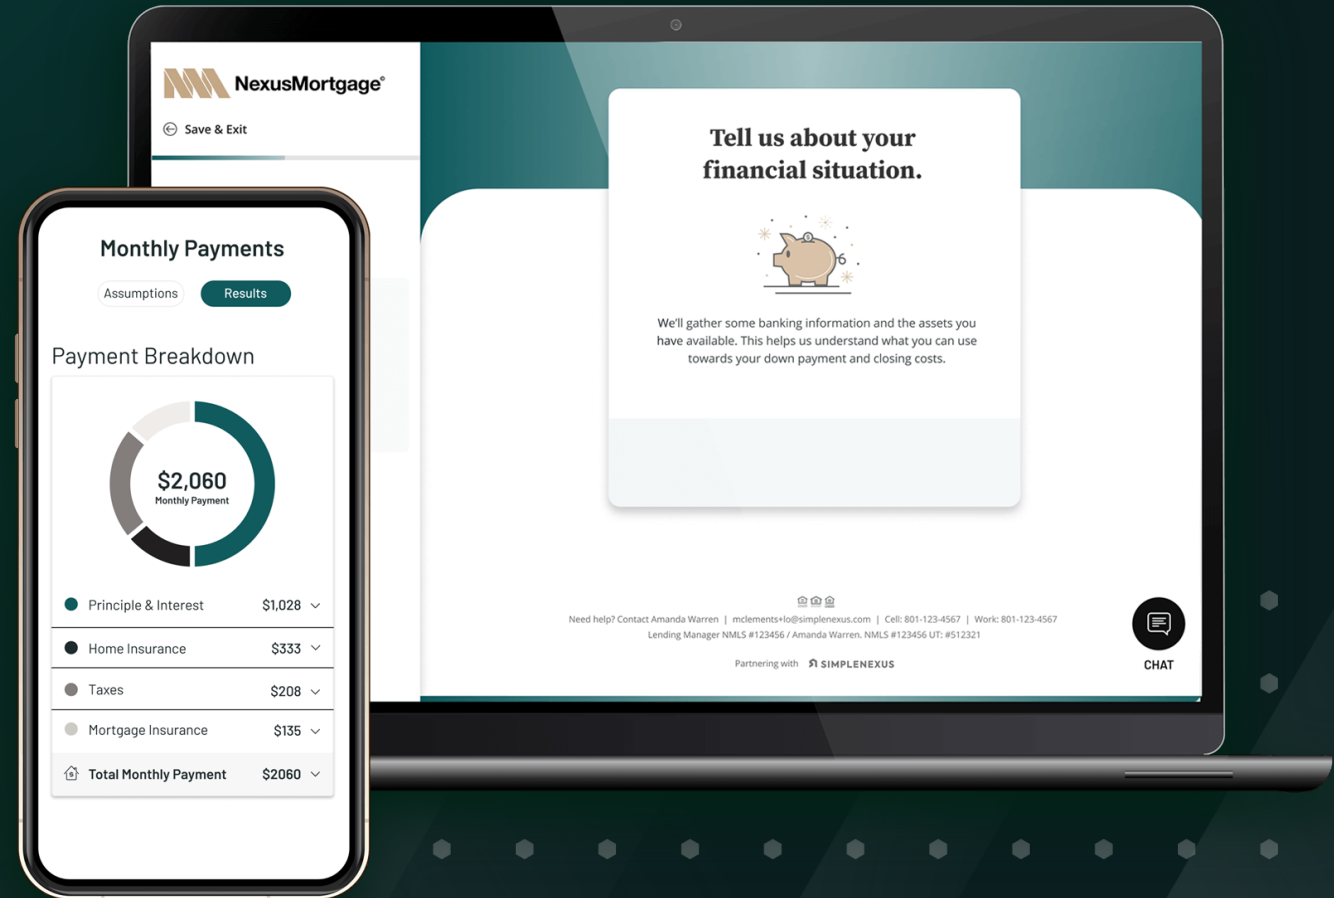 NexusMortgage®
Save & Exit
Tell us about your
financial situation.
We'll gather some banking information and the assets you
have available. This helps us understand what you can use
towards your down payment and closing costs.
Need help? Contact Amanda Warren | mclements+lo@simplenexus.com | Cell: 801-123-4567 | Work: 801-123-4567
Lending Manager NMLS #123456 / Amanda Warren. NMLS #123456 UT: #512321
Partnering with SIMPLENEXUS
CHAT
Monthly Payments
Assumptions Results
Payment Breakdown
$2,060
Monthly Payment
Principle & Interest $1,028
Home Insurance $333
Taxes $208
Mortgage Insurance $135
Total Monthly Payment $2060